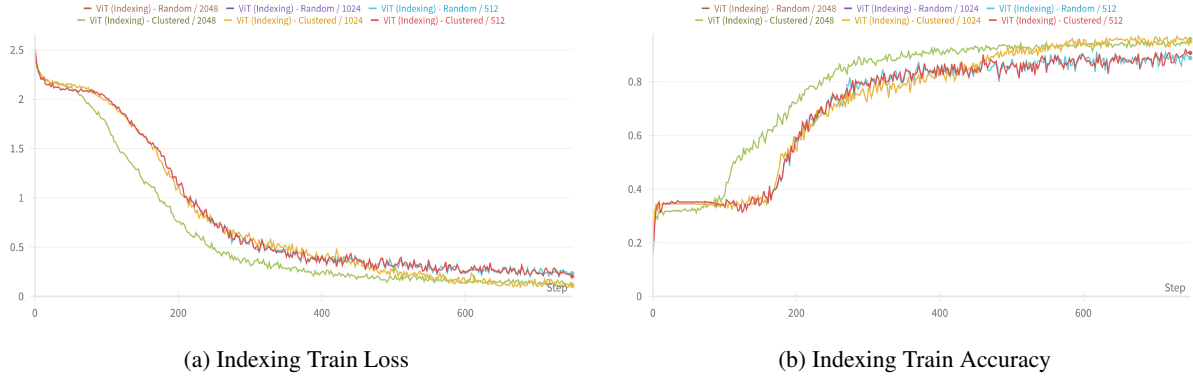 ViT (Indexing) - Random / 2048 ViT (Indexing) - Random / 1024 ViT (Indexing) - Random / 512
ViT (Indexing) - Clustered / 2048 ViT (Indexing) - Clustered / 1024 ViT (Indexing) - Clustered / 512
2.5
2
1.5
1
0.5
0
Step
0 200 400 600
(a) Indexing Train Loss
ViT (Indexing) - Random / 2048 ViT (Indexing) - Random / 1024 ViT (Indexing) - Random / 512
ViT (Indexing) - Clustered / 2048 ViT (Indexing) - Clustered / 1024 ViT (Indexing) - Clustered / 512
0.8
0.6
0.4
0.2
0
Step
0 200 400 600
(b) Indexing Train Accuracy